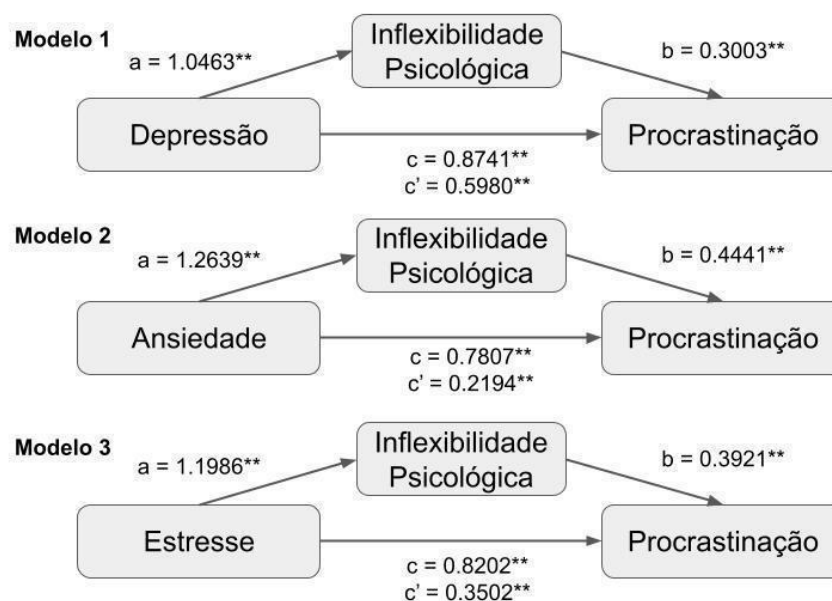 Modelo 1
a = 1.0463**
Inflexibilidade
Psicológica
b = 0.3003**
Depressão
Procrastinação
c = 0.8741**
c’ = 0.5980**
Modelo 2
a = 1.2639**
Inflexibilidade
Psicológica
b = 0.4441**
Ansiedade
Procrastinação
c = 0.7807**
c’ = 0.2194**
Modelo 3
a = 1.1986**
Inflexibilidade
Psicológica
b = 0.3921**
Estresse
Procrastinação
c = 0.8202**
c’ = 0.3502**